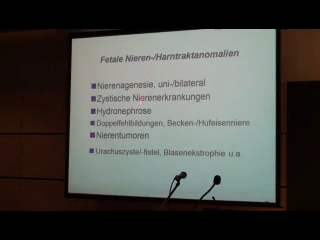 Fetale Nieren-/Harntraktanomalien
Nierenagenesie, uni-/bilateral
Zystische Nierenerkrankungen
Hydronephrose
Doppelfehlbildungen, Becken-/Hufeisenniere
Nierentumoren
Urachuszyste/-fistel, Blasenekstrophie u.a.